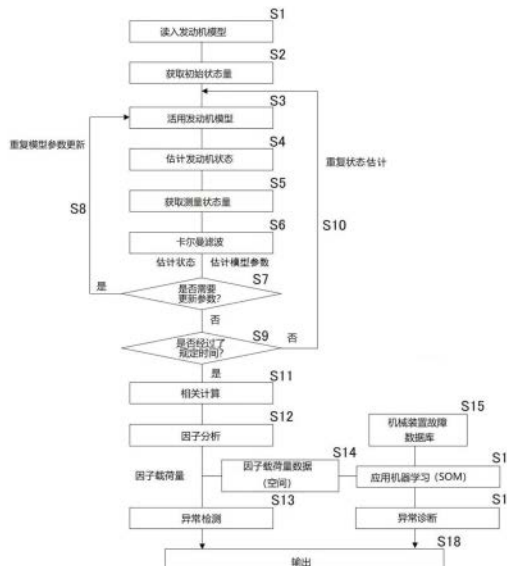 S1
读入发动机模型
S2
获取初始状态量
S3
活用发动机模型
重复模型参数更新
S4
估计发动机状态
重复状态估计
S5
获取测量状态量
S8
S10
S6
卡尔曼滤波
估计状态 估计模型参数
S7
是
是否需要
更新参数?
否
S9
否
是否经过了
规定时间?
是
S11
相关计算
S12
因子分析
S15
机械装置故障
数据库
S14
因子载荷量
因子载荷量数据
(空间)
S1
应用机器学习 (SOM)
S13
异常检测
S1
异常诊断
S18
输出